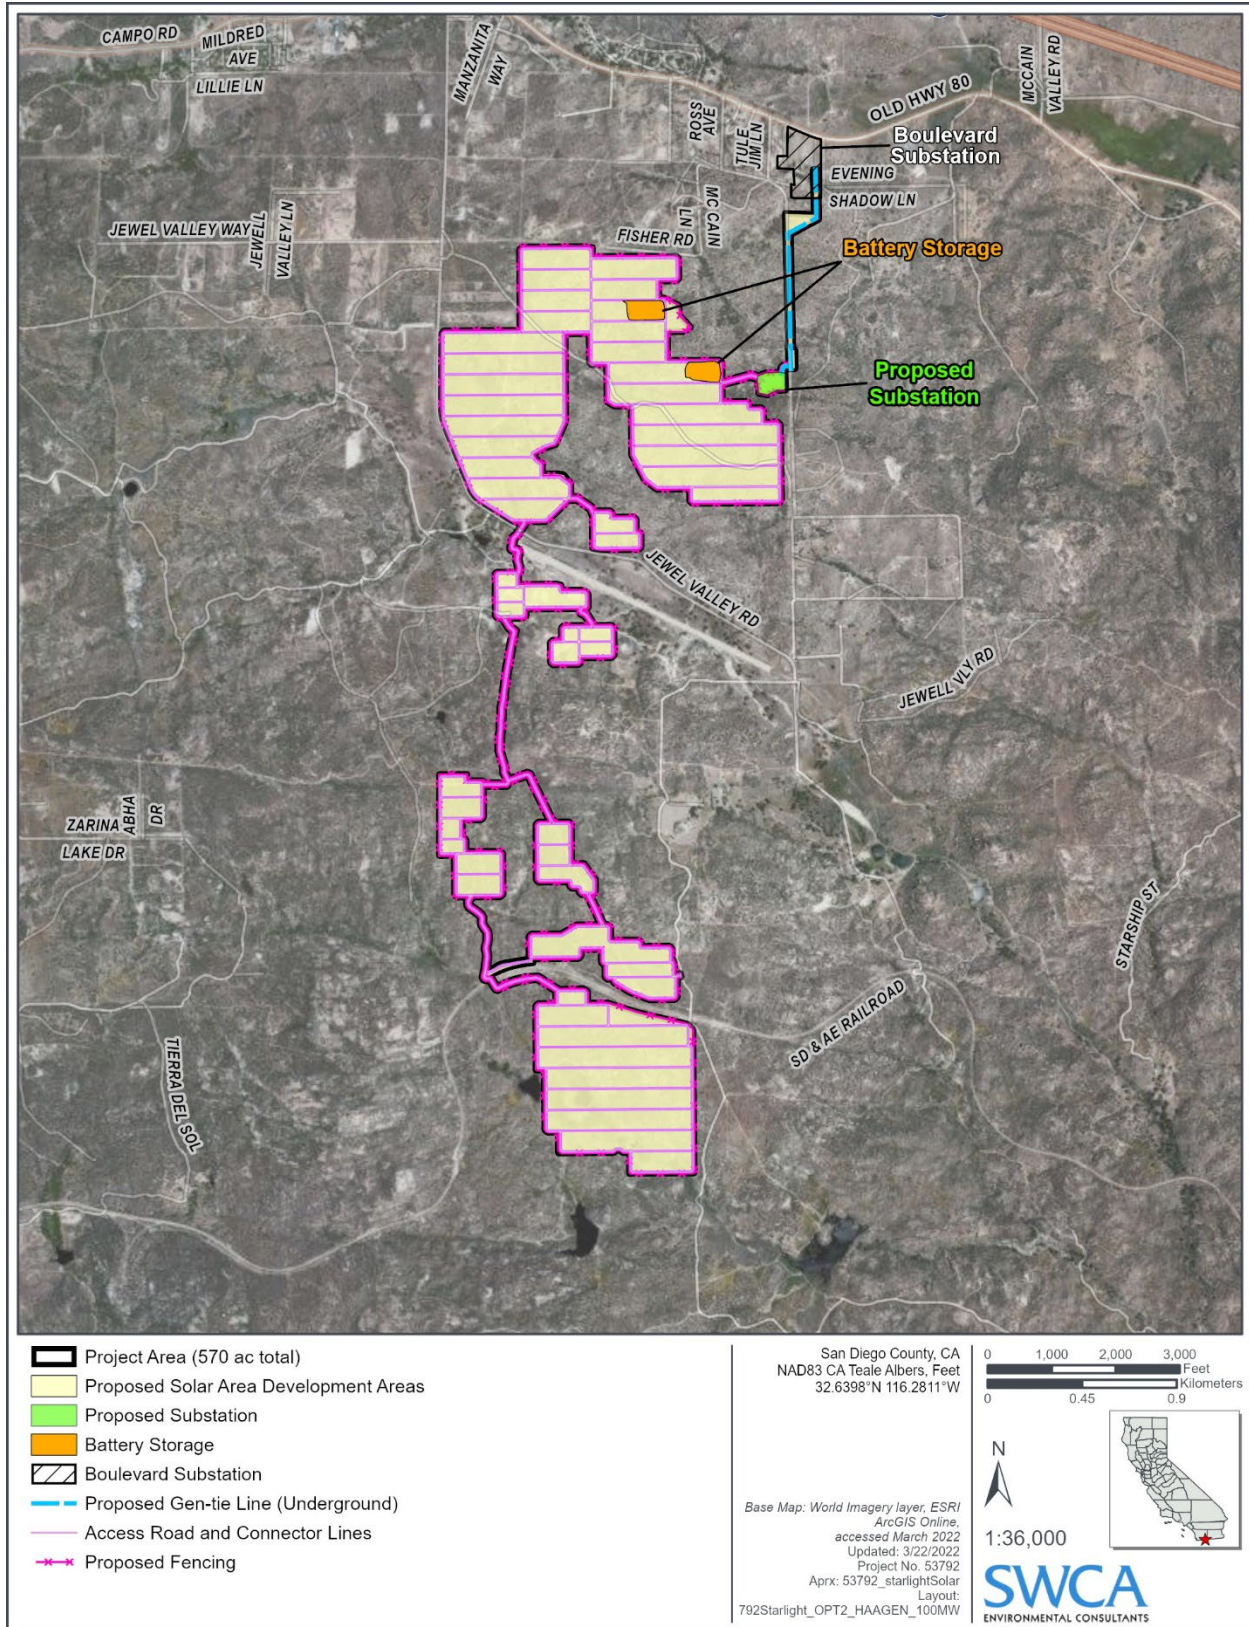 CAMPO RD
MILDRED
AVE
LILLIE LN
MANZANITA
WAY
ROSS
AVE
TULE
JIM LN
OLD HWY 80
MCCAIN
VALLEY RD
Boulevard
Substation
EVENING
SHADOW LN
MC CAIN
LN
FISHER RD
JEWEL VALLEY WAY
JEWELL
VALLEY LN
Battery Storage
Proposed
Substation
JEWEL VALLEY RD
JEWELL VLY RD
ZARINA
LAKE DR
ABHA
DR
STARSHIP ST
SD & AE RAILROAD
TIERRA DEL SOL
Project Area (570 ac total)
Proposed Solar Area Development Areas
Proposed Substation
Battery Storage
Boulevard Substation
Proposed Gen-tie Line (Underground)
Access Road and Connector Lines
Proposed Fencing
San Diego County, CA
NAD83 CA Teale Albers, Feet
32.6398°N 116.2811°W
Base Map: World Imagery layer, ESRI
ArcGIS Online,
accessed March 2022
Updated: 3/22/2022
Project No. 53792
Aprx: 53792_starlightSolar
Layout:
792Starlight_OPT2_HAAGEN_100MW
0 1,000 2,000 3,000
Feet
Kilometers
0 0.45 0.9
N
1:36,000
SWCA
ENVIRONMENTAL CONSULTANTS